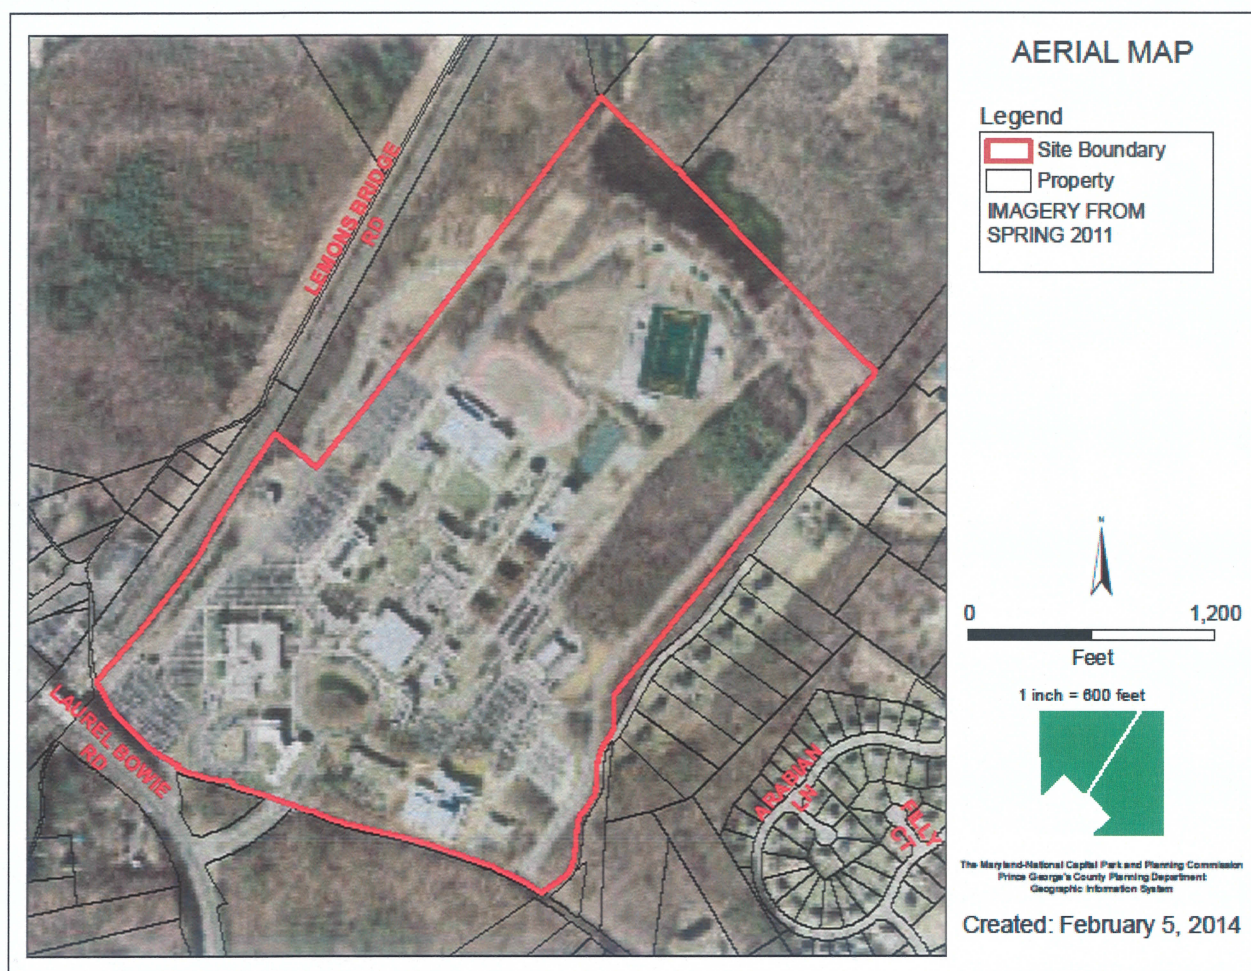 AERIAL MAP
Legend
Site Boundary
Property
IMAGERY FROM
SPRING 2011
LEMONS BRIDGE
RD
LAUREL BOWIE
RD
ARABIAN
LN
FILLY
CT
N
0 1,200
Feet
1 inch = 600 feet
The Maryland-National Capital Park and Planning Commission
Prince George's County Planning Department
Geographic Information System
Created: February 5, 2014